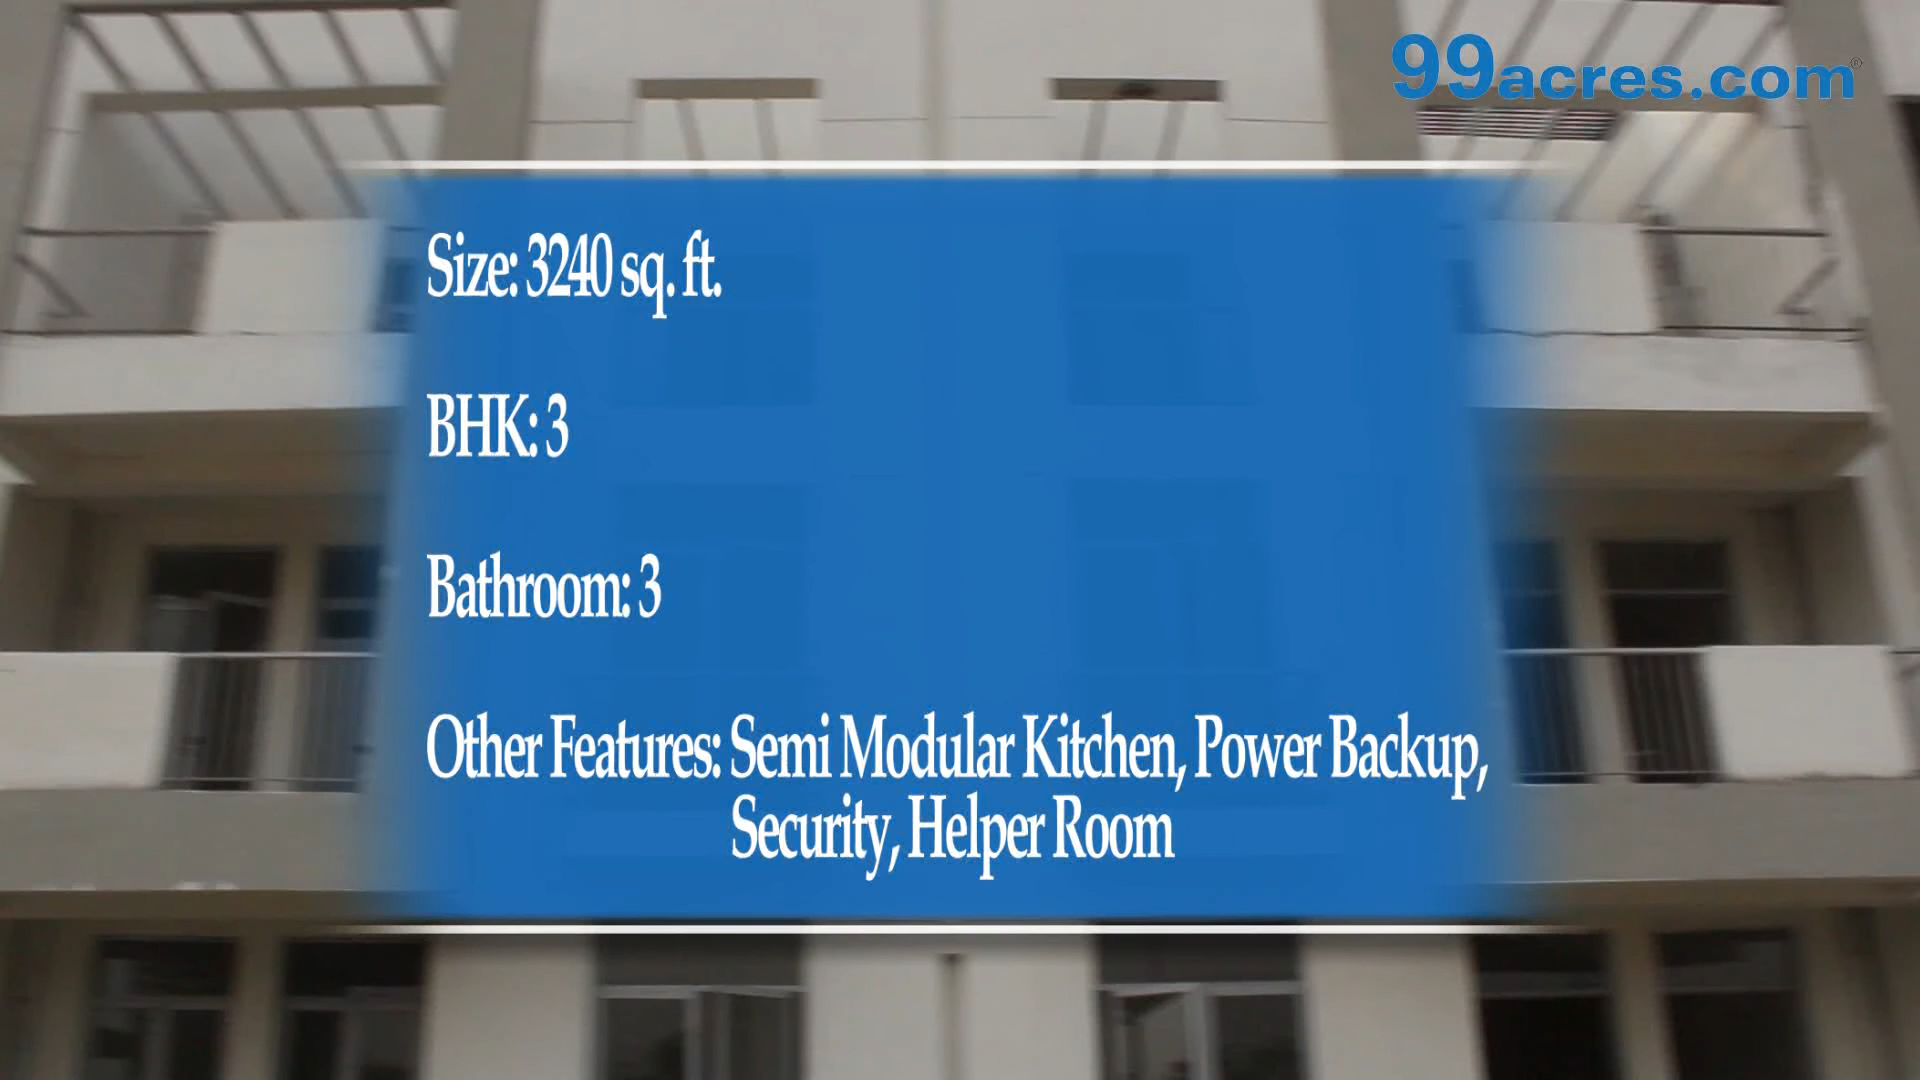 99acres.com®
Size: 3240 sq. ft.
BHK: 3
Bathroom: 3
Other Features: Semi Modular Kitchen, Power Backup,
Security, Helper Room